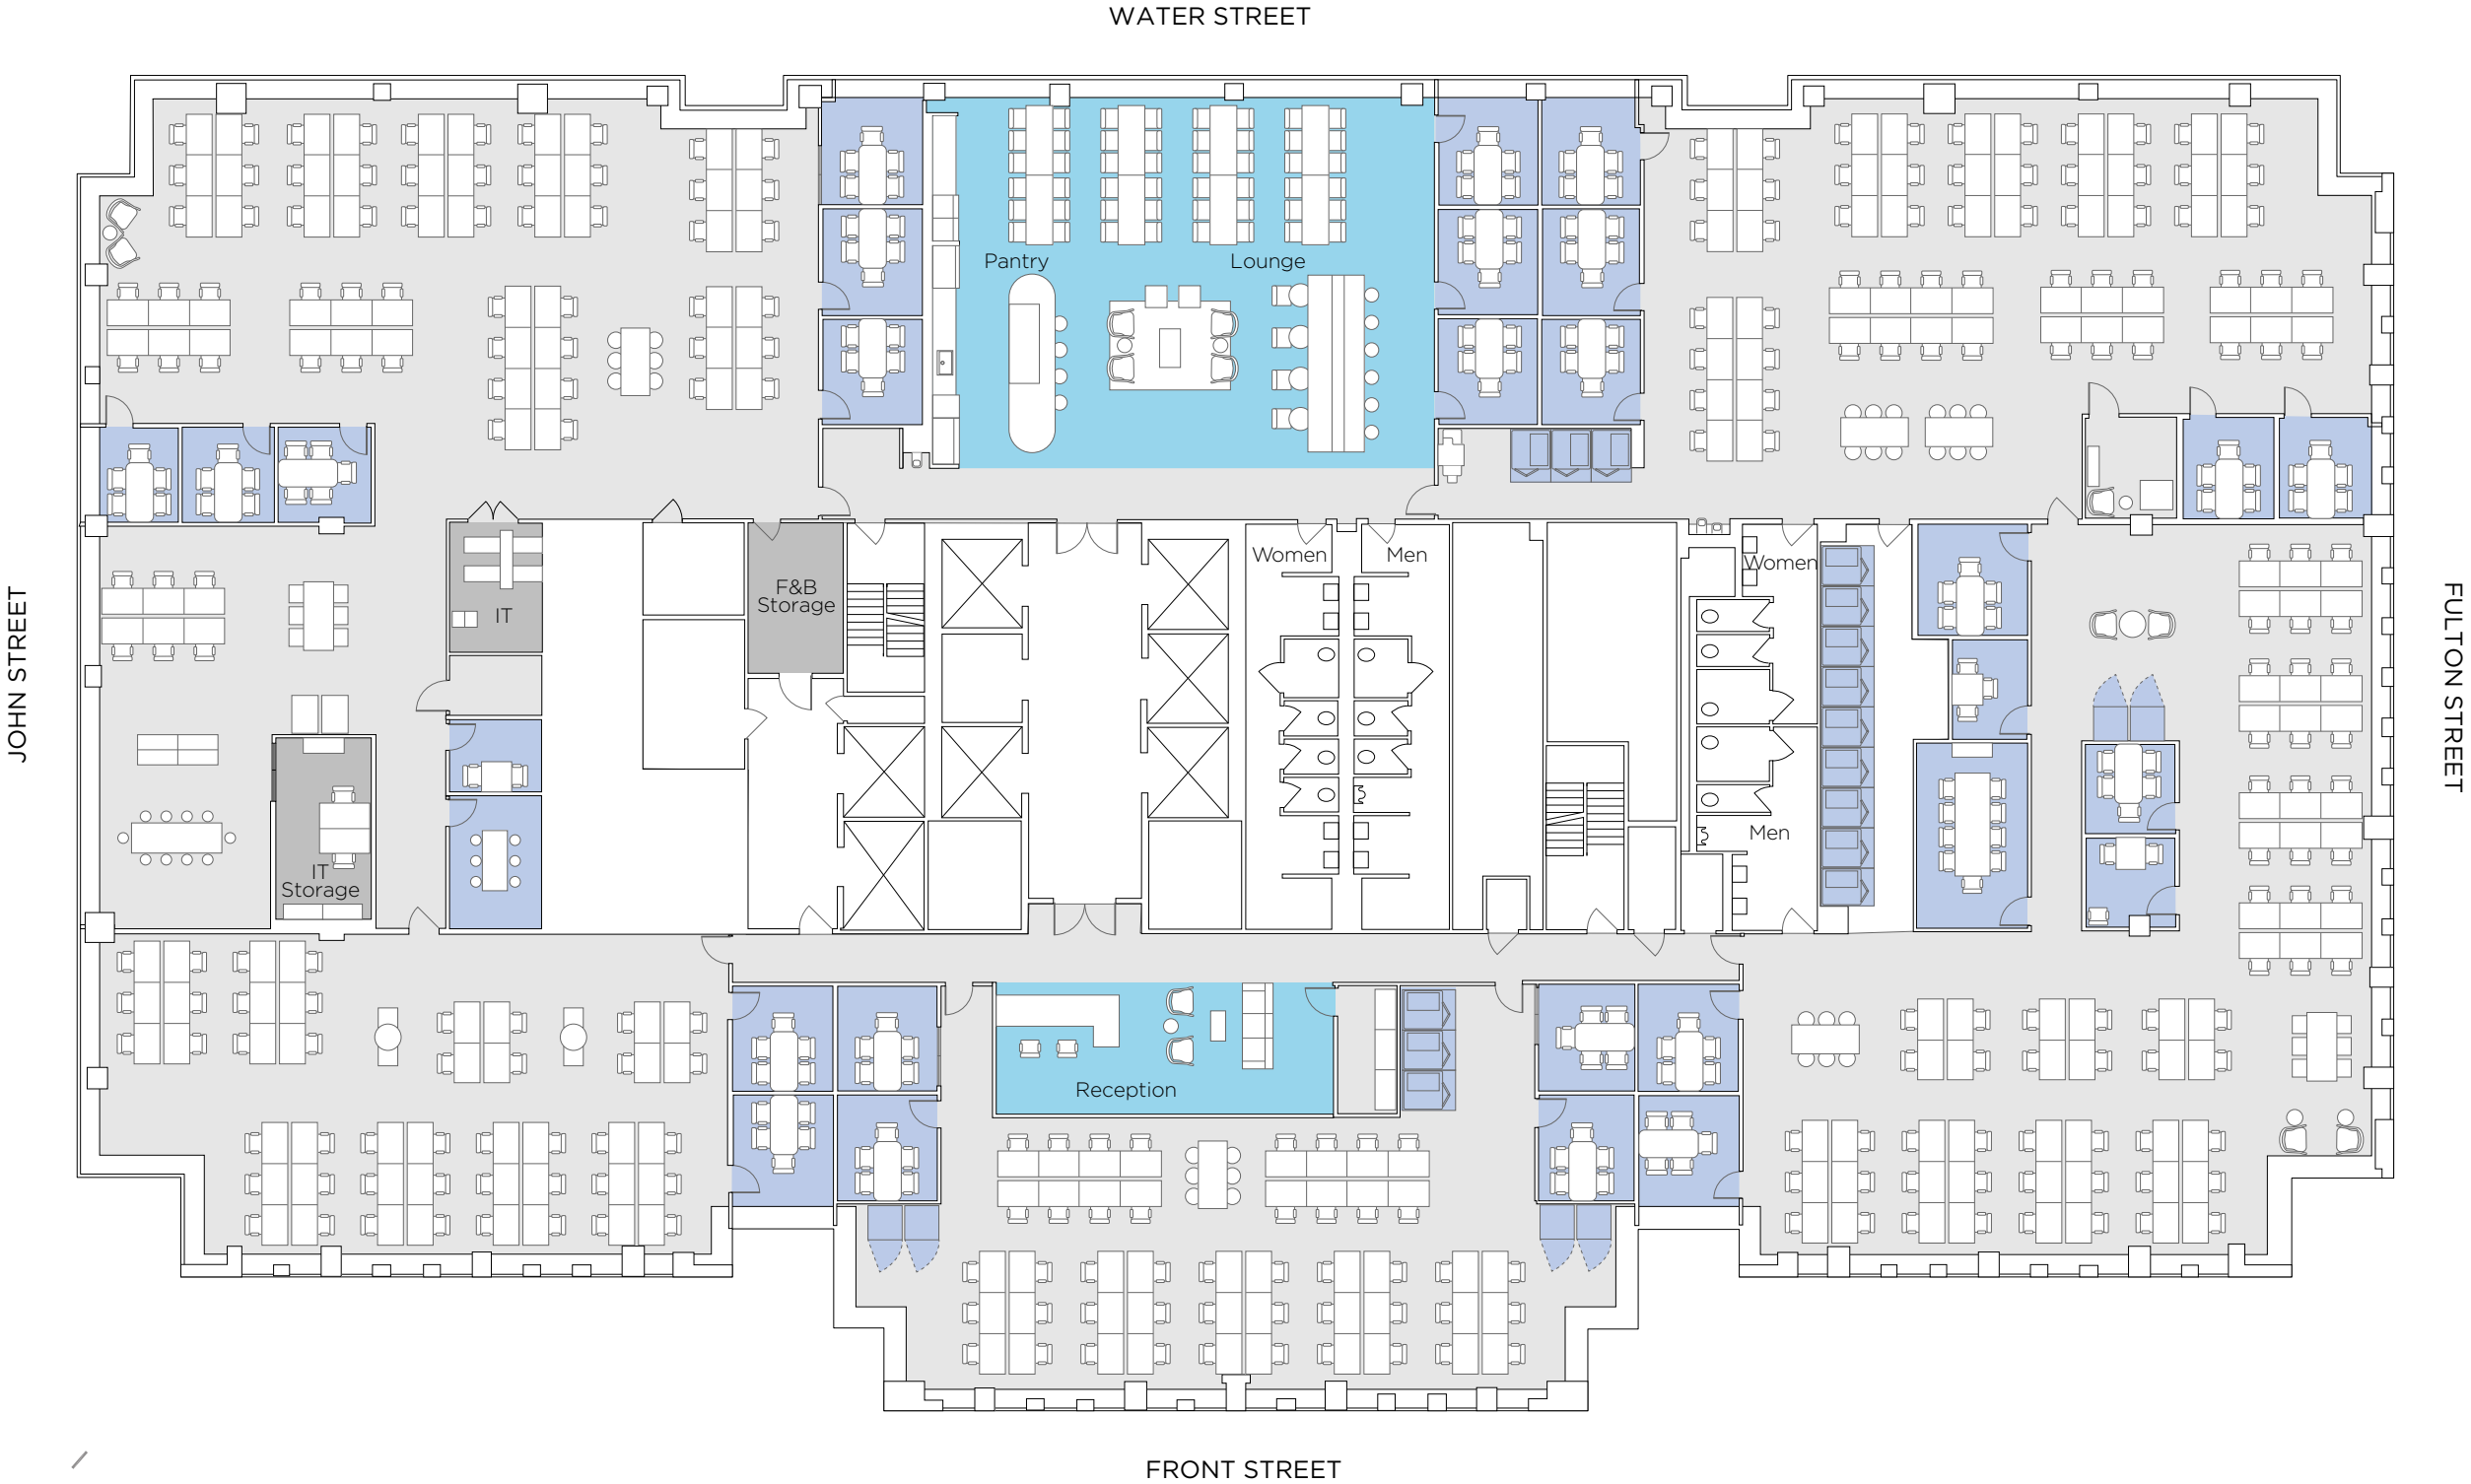 WATER STREET
Pantry
Lounge
Women
Men
Women
F&B
Storage
IT
JOHN STREET
FULTON STREET
Men
IT
Storage
Reception
FRONT STREET